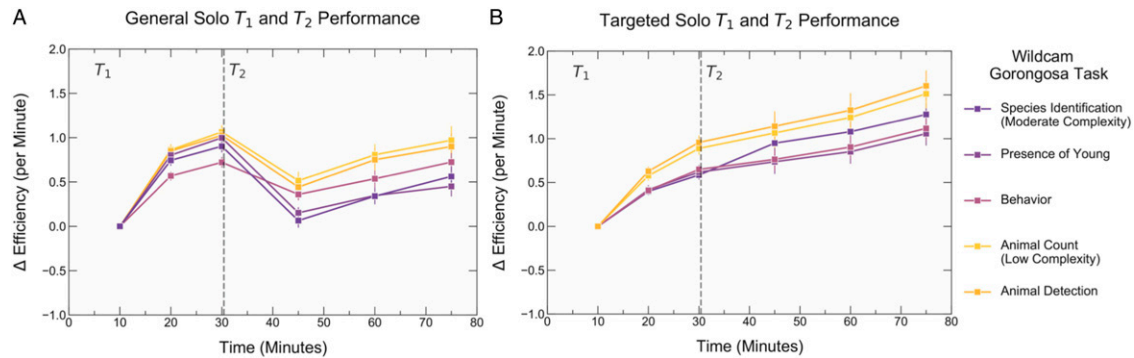 A
General Solo T₁ and T₂ Performance
2.0
1.5
1.0
0.5
0.0
−0.5
−1.0
Δ Efficiency (per Minute)
T₁
T₂
0 10 20 30 40 50 60 70 80
Time (Minutes)
B
Targeted Solo T₁ and T₂ Performance
2.0
1.5
1.0
0.5
0.0
−0.5
−1.0
Δ Efficiency (per Minute)
T₁
T₂
0 10 20 30 40 50 60 70 80
Time (Minutes)
Wildcam
Gorongosa Task
Species Identification
(Moderate Complexity)
Presence of Young
Behavior
Animal Count
(Low Complexity)
Animal Detection